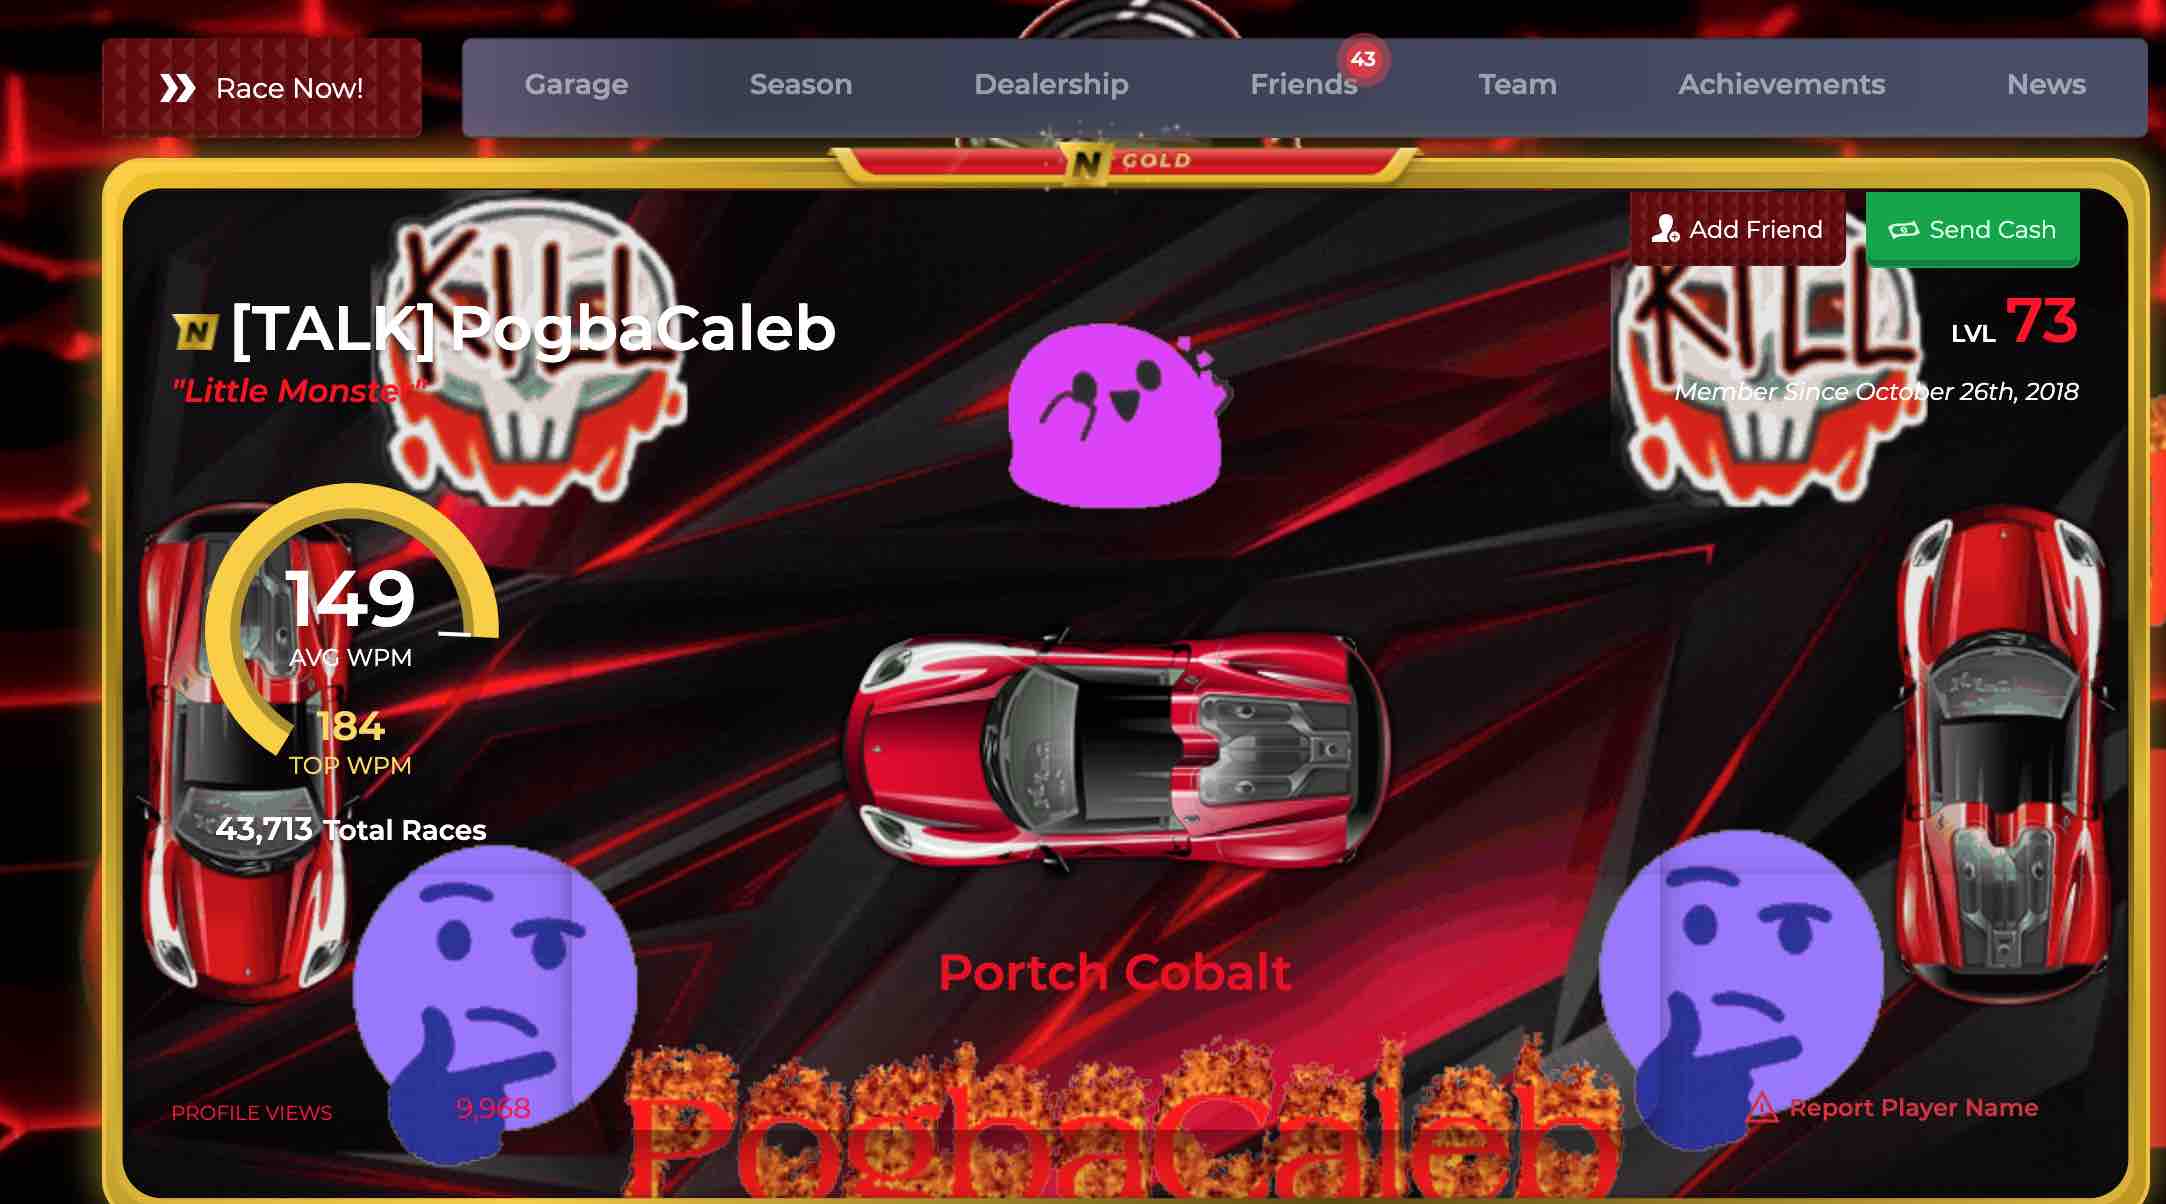 Race Now!
Garage Season Dealership Friends 43 Team Achievements News
N GOLD
Add Friend Send Cash
KILL
KILL
N [TALK] PogbaCaleb
LVL 73
"Little Monster"
Member Since October 26th, 2018
149
AVG WPM
184
TOP WPM
43,713 Total Races
Portch Cobalt
PROFILE VIEWS 9,968
Report Player Name
PogbaCaleb